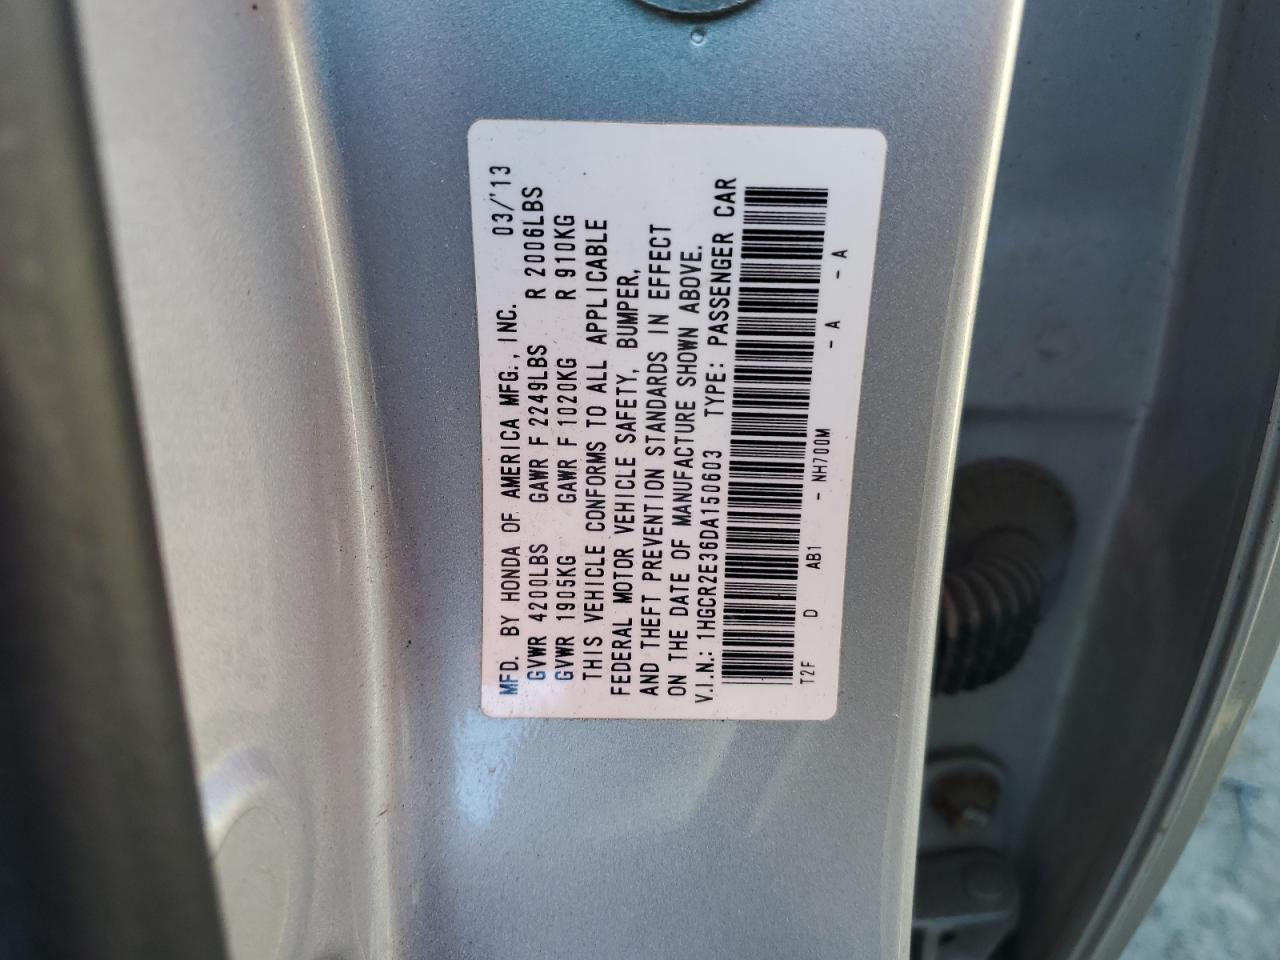 MFD. BY HONDA OF AMERICA MFG., INC. 03/'13
GVWR 4200LBS GAWR F 2249LBS R 2006LBS
GVWR 1905KG GAWR F 1020KG R 910KG
THIS VEHICLE CONFORMS TO ALL APPLICABLE
FEDERAL MOTOR VEHICLE SAFETY, BUMPER,
AND THEFT PREVENTION STANDARDS IN EFFECT
ON THE DATE OF MANUFACTURE SHOWN ABOVE.
V.I.N.: 1HGCR2E36DA150603 TYPE: PASSENGER CAR
T2F D AB1 - NH700M - A - A